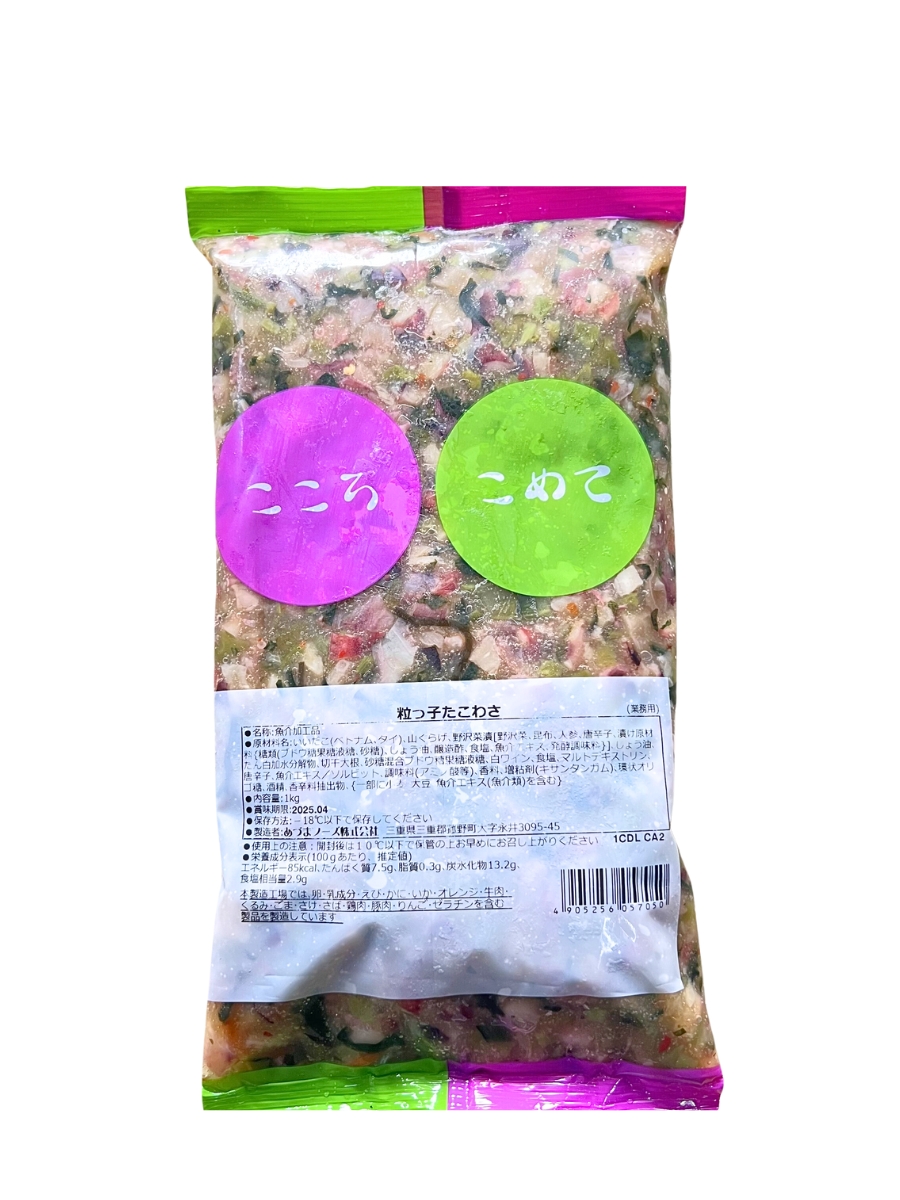 こころ
こめて
粒っ子たこわさ
(業務用)
●名称:魚介加工品
●原材料名:いいだこ(ベトナム、タイ)、山くらげ、野沢菜漬[野沢菜、昆布、人参、唐辛子、漬け原材
料{糖類(ブドウ糖果糖液糖、砂糖)、しょうゆ、醸造酢、食塩、魚介エキス、発酵調味料}]、しょうゆ、
たん白加水分解物、切干大根、砂糖混合ブドウ糖果糖液糖、白ワイン、食塩、マルトデキストリン、
唐辛子、魚介エキス/ソルビット、調味料(アミノ酸等)、香料、増粘剤(キサンタンガム)、環状オリ
ゴ糖、酒精、香辛料抽出物、{一部に小麦・大豆・魚介エキス(魚介類)を含む}
●内容量:1kg
●賞味期限:2025.04
●保存方法:-18℃以下で保存してください
●製造者:あづまフーズ株式会社 三重県三重郡菰野町大字永井3095-45
●使用上の注意:開封後は10℃以下で保管の上お早めにお召し上がりください
1CDL CA2
●栄養成分表示(100gあたり、推定値)
エネルギー85kcal、たんぱく質7.5g、脂質0.3g、炭水化物13.2g、
食塩相当量2.9g
本製造工場では、卵・乳成分・えび・かに・いか・オレンジ・牛肉・
くるみ・ごま・さけ・さば・鶏肉・豚肉・りんご・ゼラチンを含む
製品を製造しています
4 905256 057050